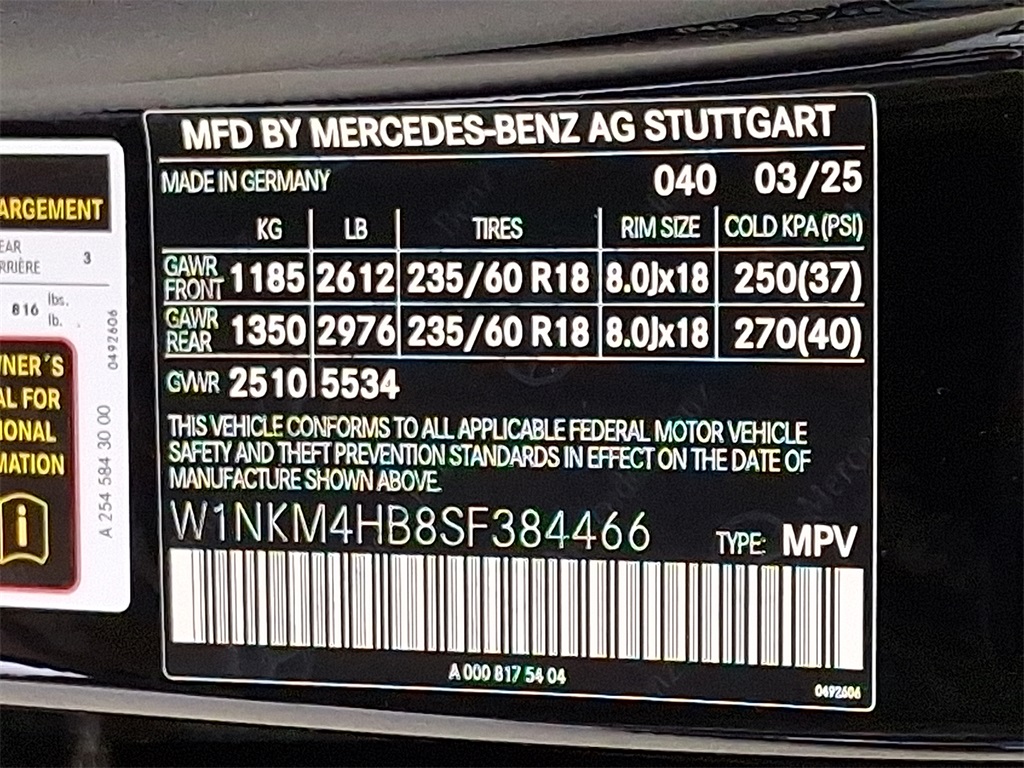 ARGEMENT
EAR
RRIÈRE 3
816 lbs.
lb.
0492606
WNER´S
AL FOR
IONAL
MATION
i
A 254 584 30 00
MFD BY MERCEDES-BENZ AG STUTTGART
MADE IN GERMANY 040 03/25
KG LB TIRES RIM SIZE COLD KPA (PSI)
GAWR FRONT 1185 2612 235/60 R18 8.0Jx18 250(37)
GAWR REAR 1350 2976 235/60 R18 8.0Jx18 270(40)
GVWR 2510 5534
THIS VEHICLE CONFORMS TO ALL APPLICABLE FEDERAL MOTOR VEHICLE
SAFETY AND THEFT PREVENTION STANDARDS IN EFFECT ON THE DATE OF
MANUFACTURE SHOWN ABOVE.
W1NKM4HB8SF384466 TYPE: MPV
A 000 817 54 04
0492606